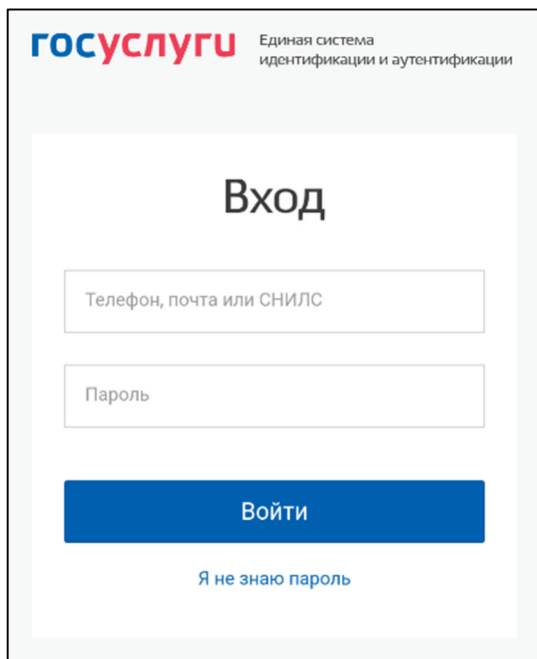 госуслуги
Единая система
идентификации и аутентификации
Вход
Телефон, почта или СНИЛС
Пароль
Войти
Я не знаю пароль